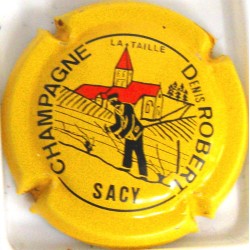 LA TAILLE
CHAMPAGNE
DENIS ROBERT
SACY